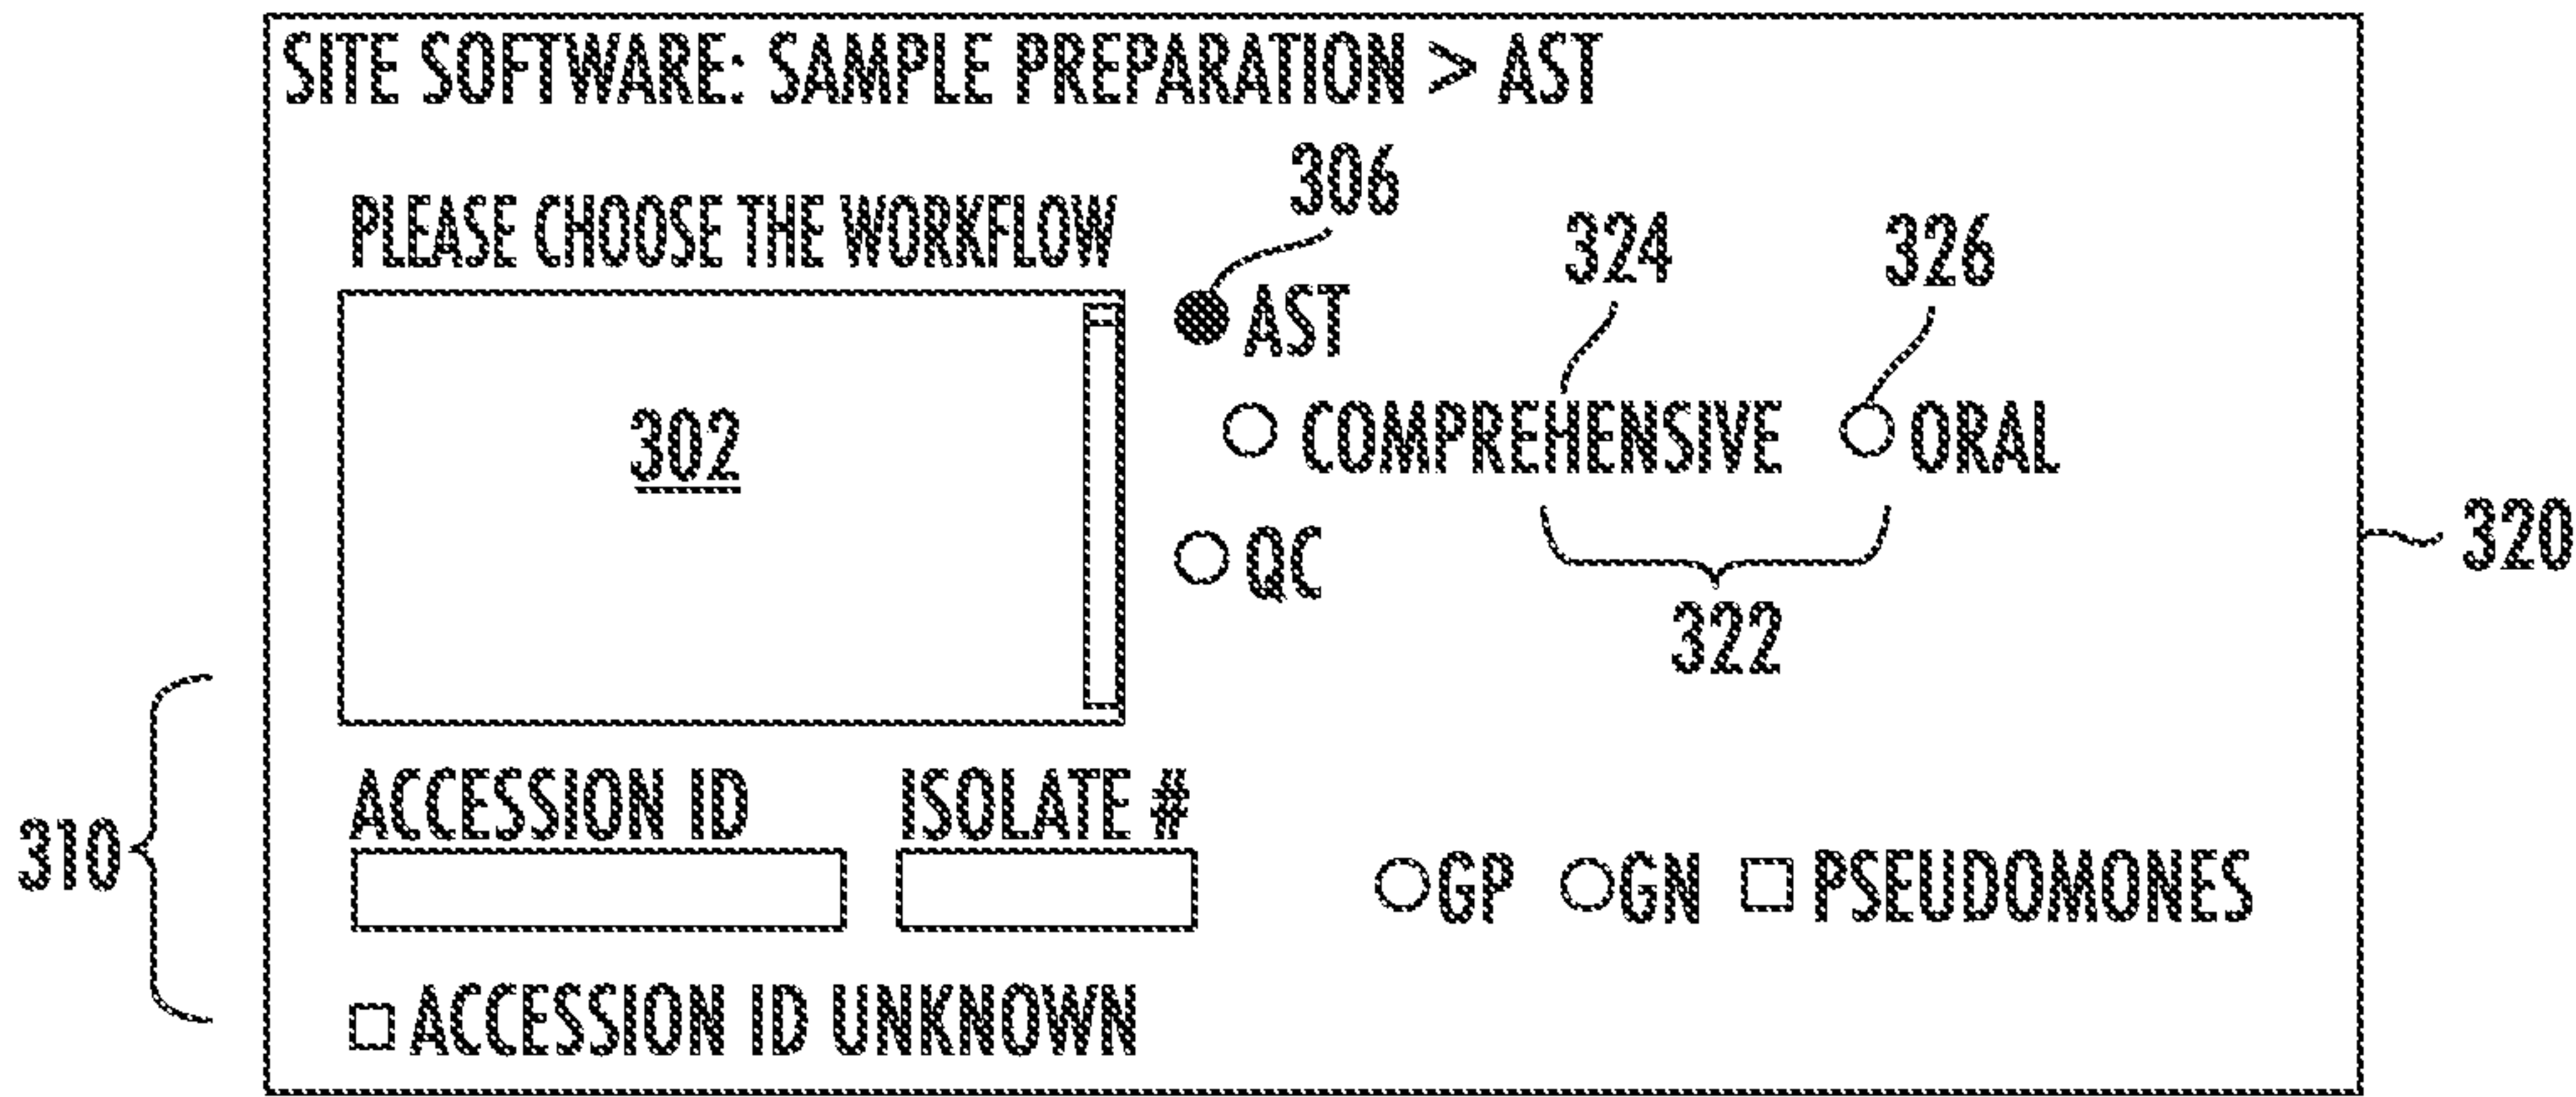 SITE SOFTWARE: SAMPLE PREPARATION > AST
306
PLEASE CHOOSE THE WORKFLOW
324
326
AST
302
COMPREHENSIVE
ORAL
320
QC
322
310
ACCESSION ID
ISOLATE #
GP
GN
PSEUDOMONES
ACCESSION ID UNKNOWN